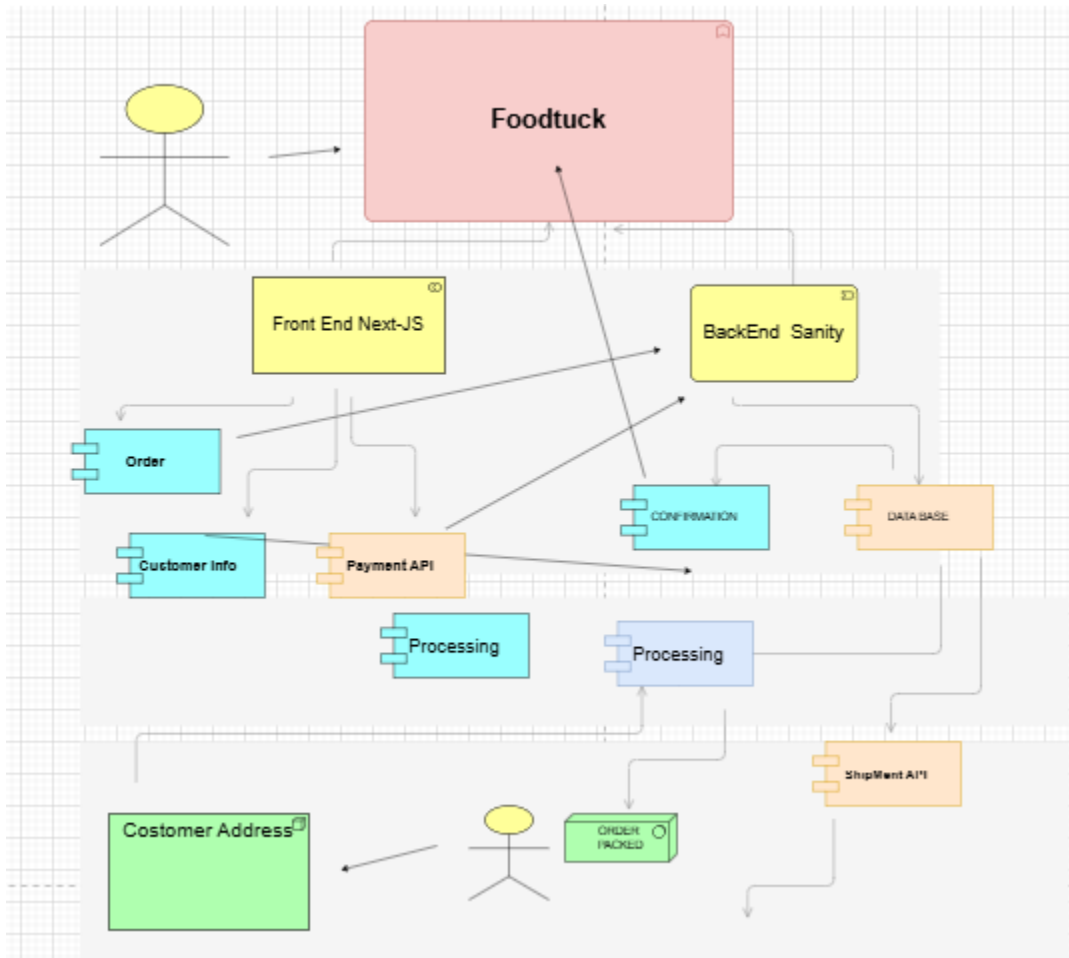 Foodtuck
Front End Next-JS
BackEnd Sanity
Order
CONFIRMATION
DATA BASE
Customer Info
Payment API
Processing
Processing
ShipMent API
Costomer Address
ORDER
PACKED